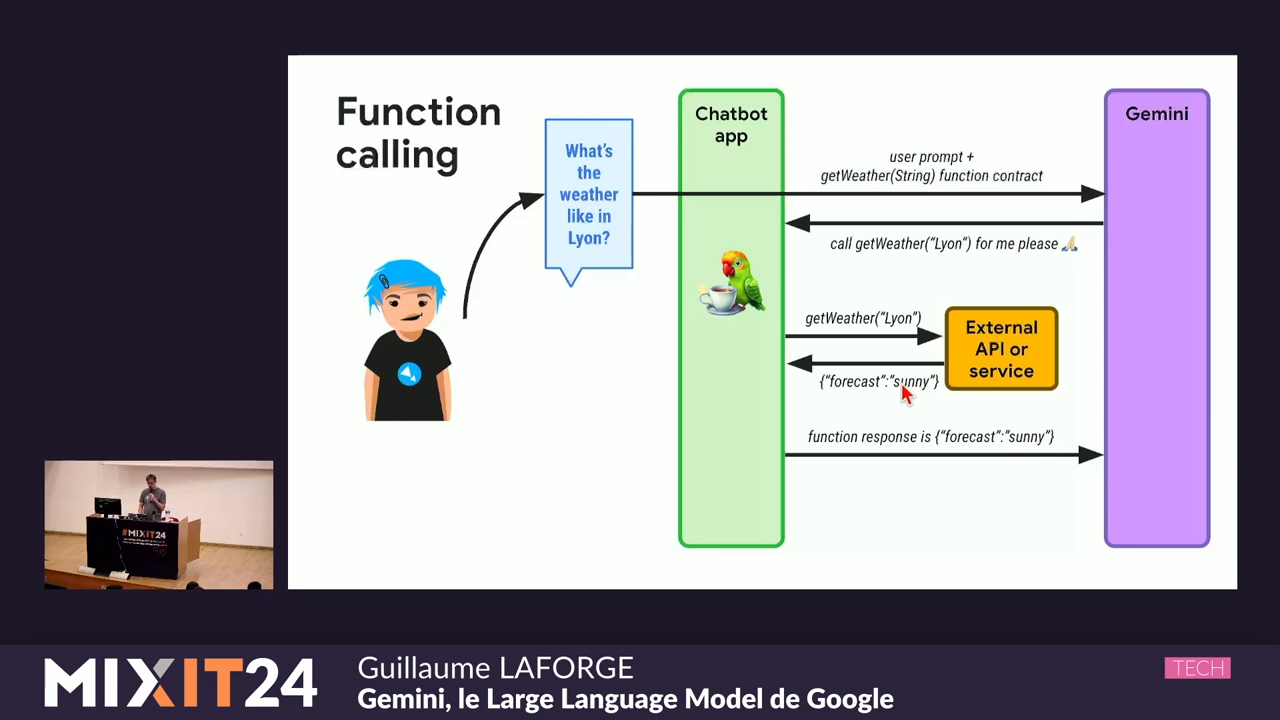 Function
calling
What's
the
weather
like in
Lyon?
Chatbot
app
Gemini
user prompt +
getWeather(String) function contract
call getWeather("Lyon") for me please 🙏🏻
getWeather("Lyon")
External
API or
service
{"forecast":"sunny"}
function response is {"forecast":"sunny"}
#MIXIT24
MIXIT24
Guillaume LAFORGE
Gemini, le Large Language Model de Google
TECH